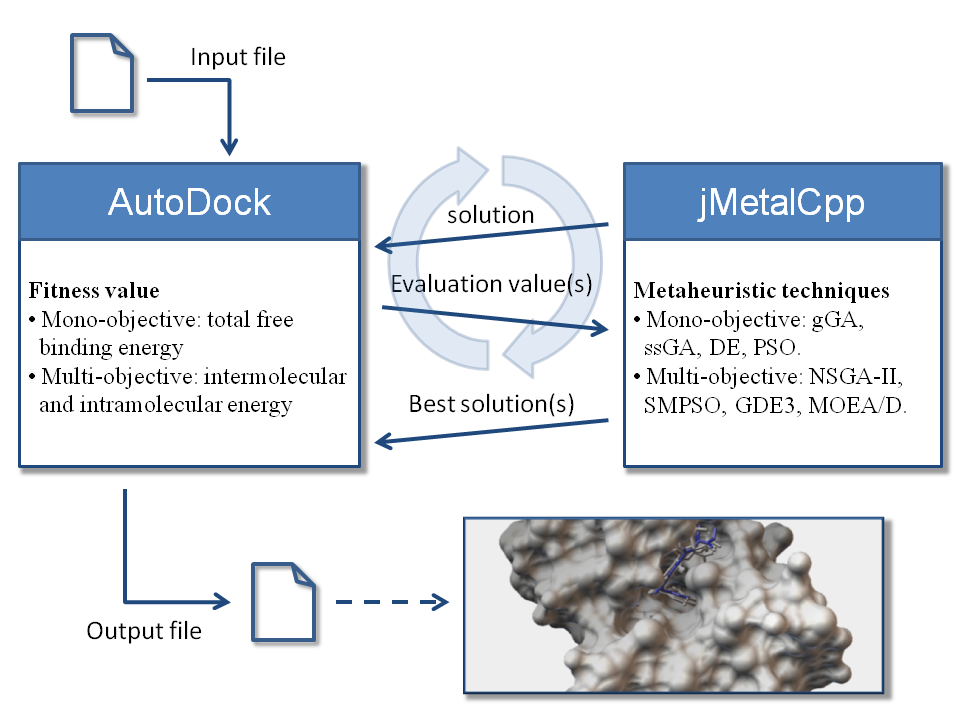 Input file
AutoDock
Fitness value
• Mono-objective: total free
binding energy
• Multi-objective: intermolecular
and intramolecular energy
solution
Evaluation value(s)
Best solution(s)
jMetalCpp
Metaheuristic techniques
• Mono-objective: gGA,
ssGA, DE, PSO.
• Multi-objective: NSGA-II,
SMPSO, GDE3, MOEA/D.
Output file